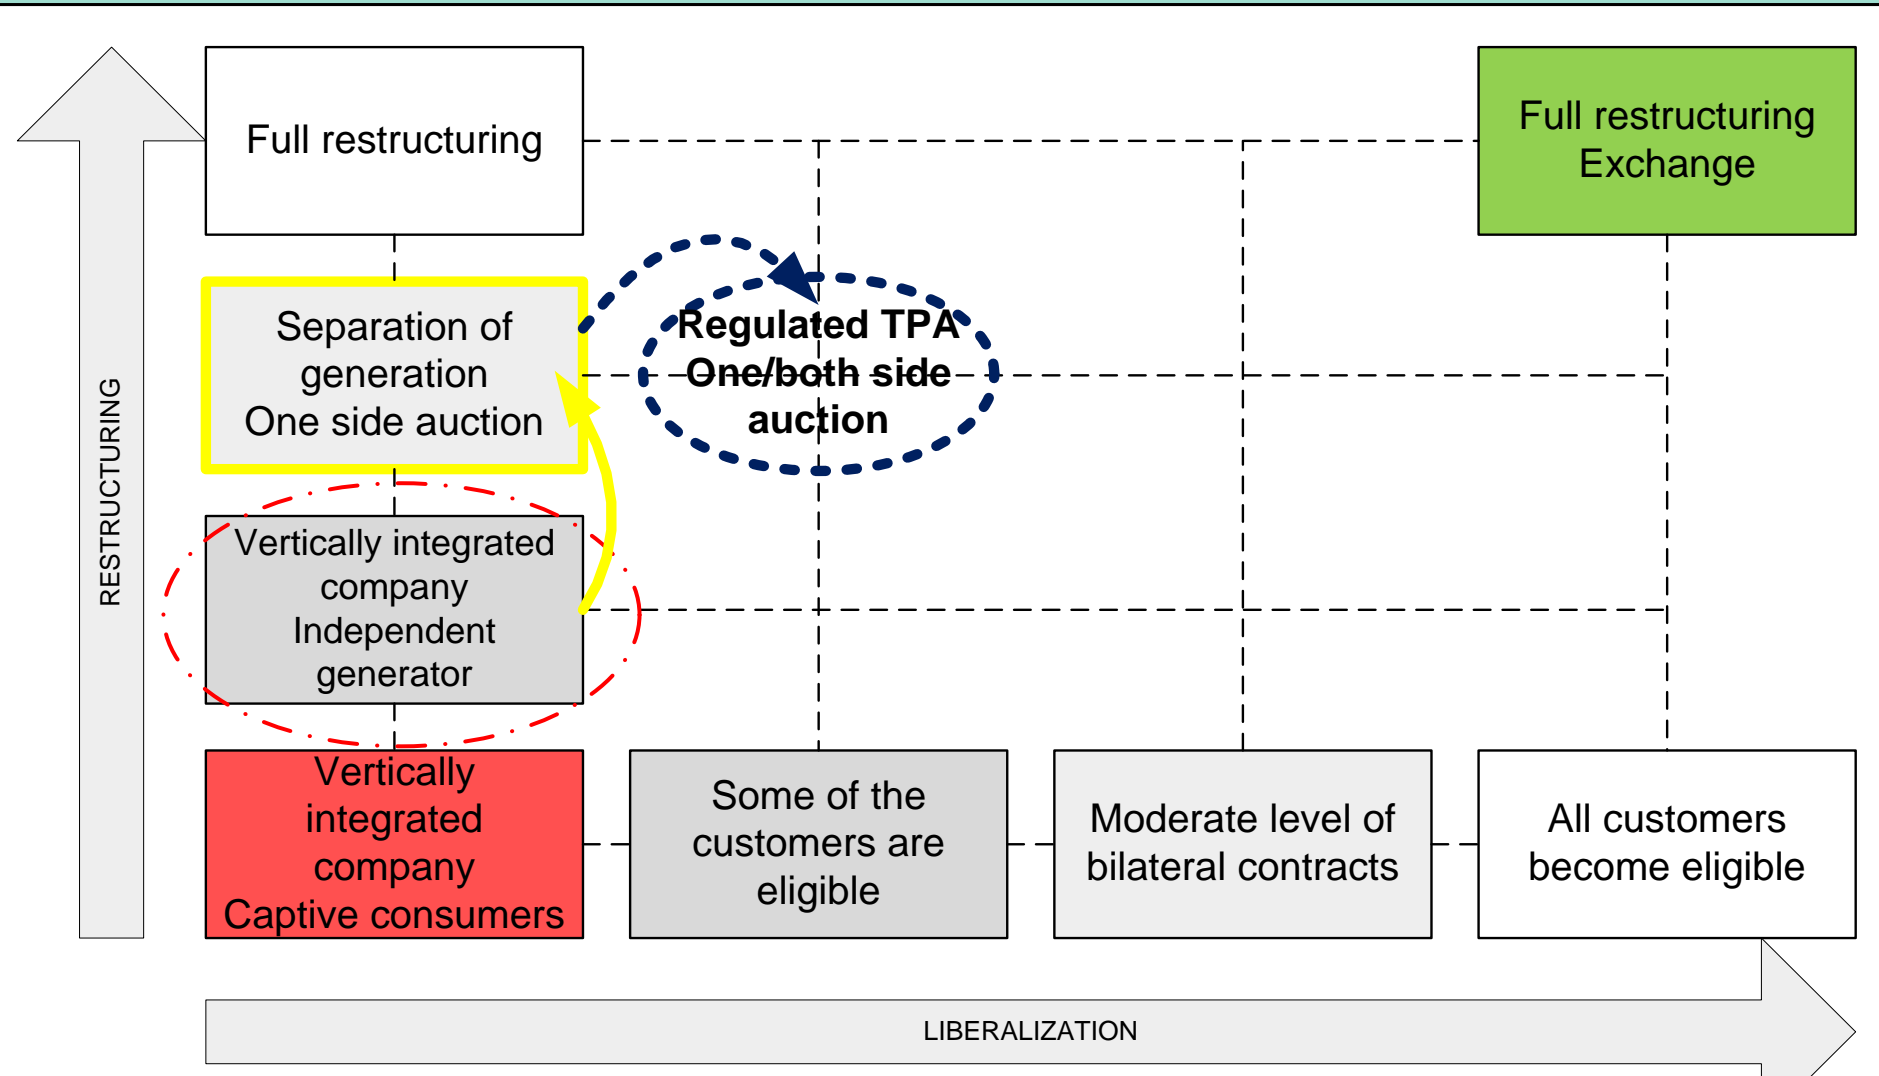 Full restructuring
Full restructuring
Exchange
Separation of
generation
One side auction
Regulated TPA
One/both side
auction
RESTRUCTURING
Vertically integrated
company
Independent
generator
Vertically
integrated
company
Captive consumers
Some of the
customers are
eligible
Moderate level of
bilateral contracts
All customers
become eligible
LIBERALIZATION